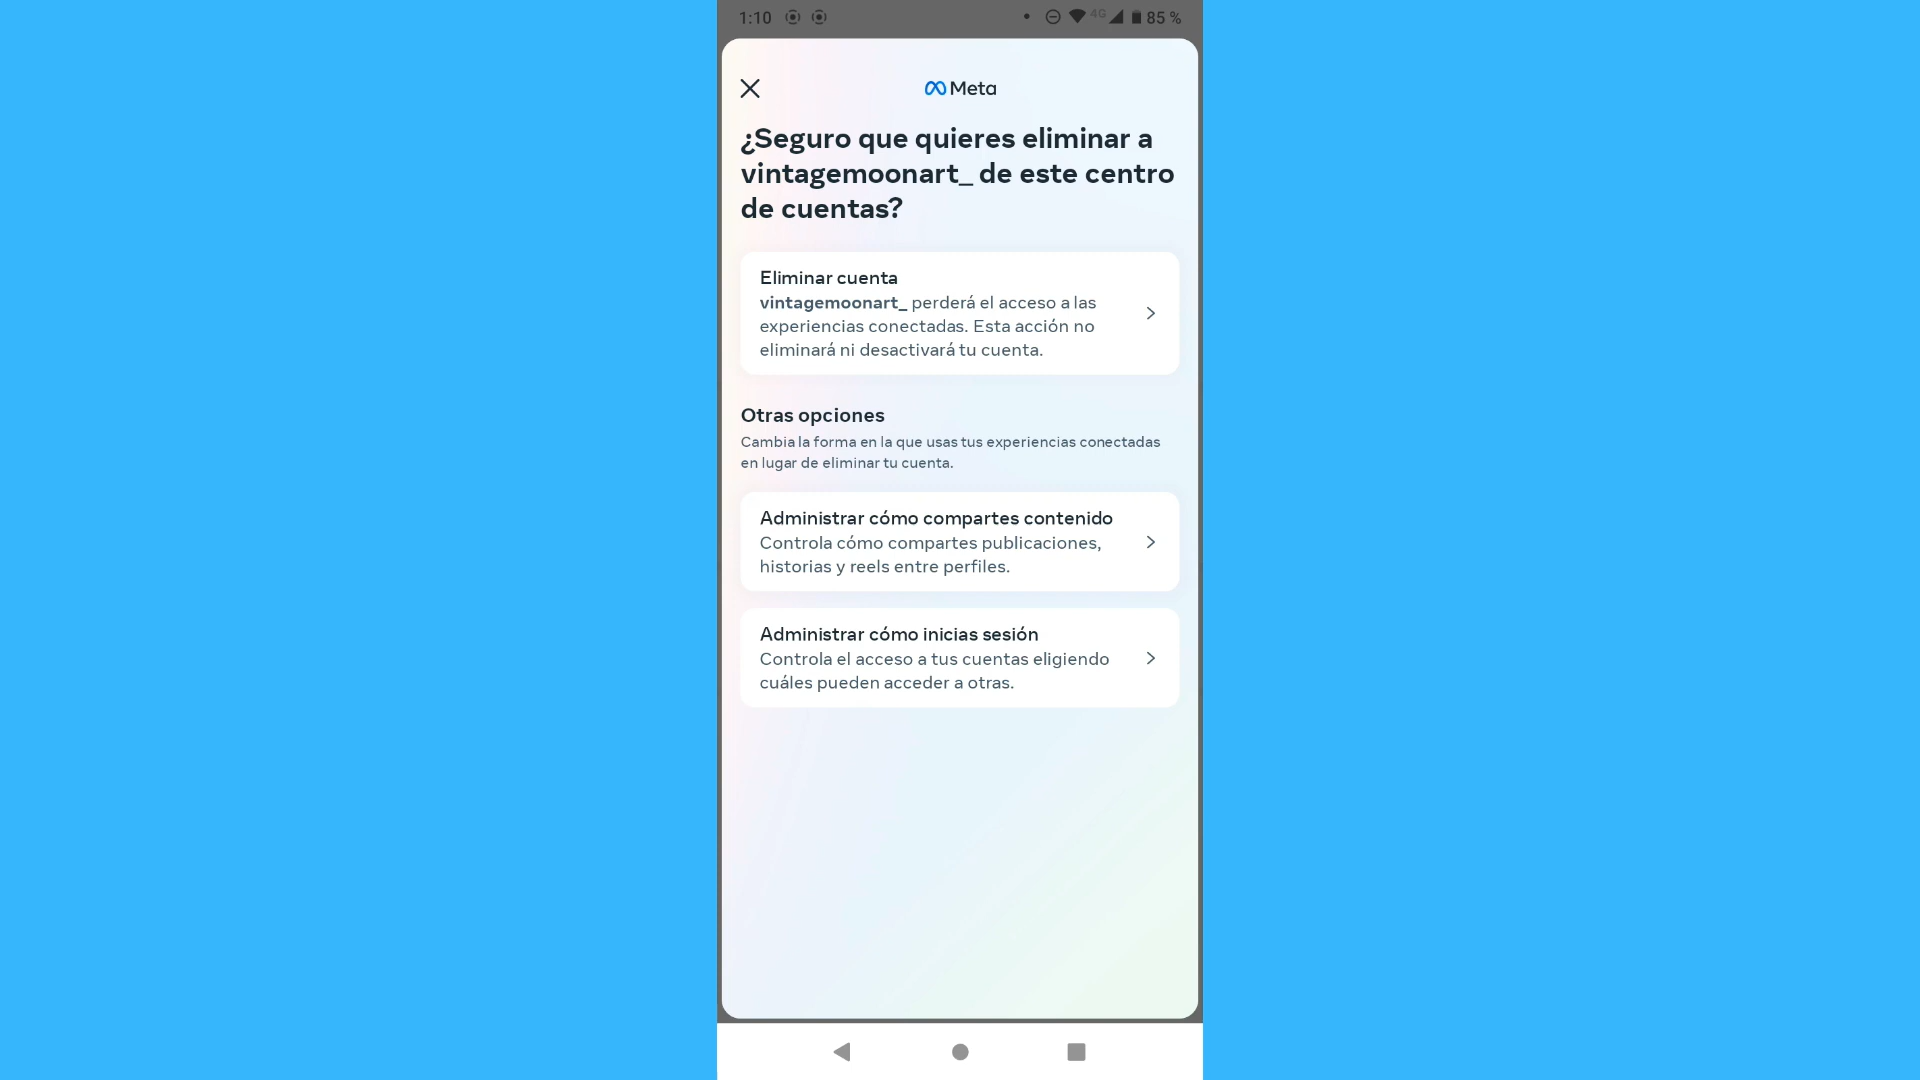 1:10 4G 85 %
Meta
¿Seguro que quieres eliminar a
vintagemoonart_ de este centro
de cuentas?
Eliminar cuenta
vintagemoonart_ perderá el acceso a las
experiencias conectadas. Esta acción no
eliminará ni desactivará tu cuenta.
Otras opciones
Cambia la forma en la que usas tus experiencias conectadas
en lugar de eliminar tu cuenta.
Administrar cómo compartes contenido
Controla cómo compartes publicaciones,
historias y reels entre perfiles.
Administrar cómo inicias sesión
Controla el acceso a tus cuentas eligiendo
cuáles pueden acceder a otras.